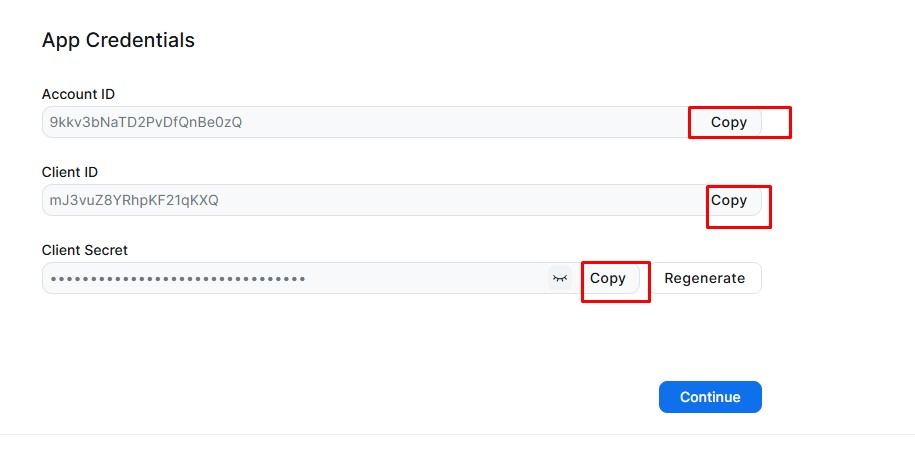 App Credentials
Account ID
9kkv3bNaTD2PvDfQnBe0zQ Copy
Client ID
mJ3vuZ8YRhpKF21qKXQ Copy
Client Secret
•••••••••••••••••••••••••••••••• Copy Regenerate
Continue